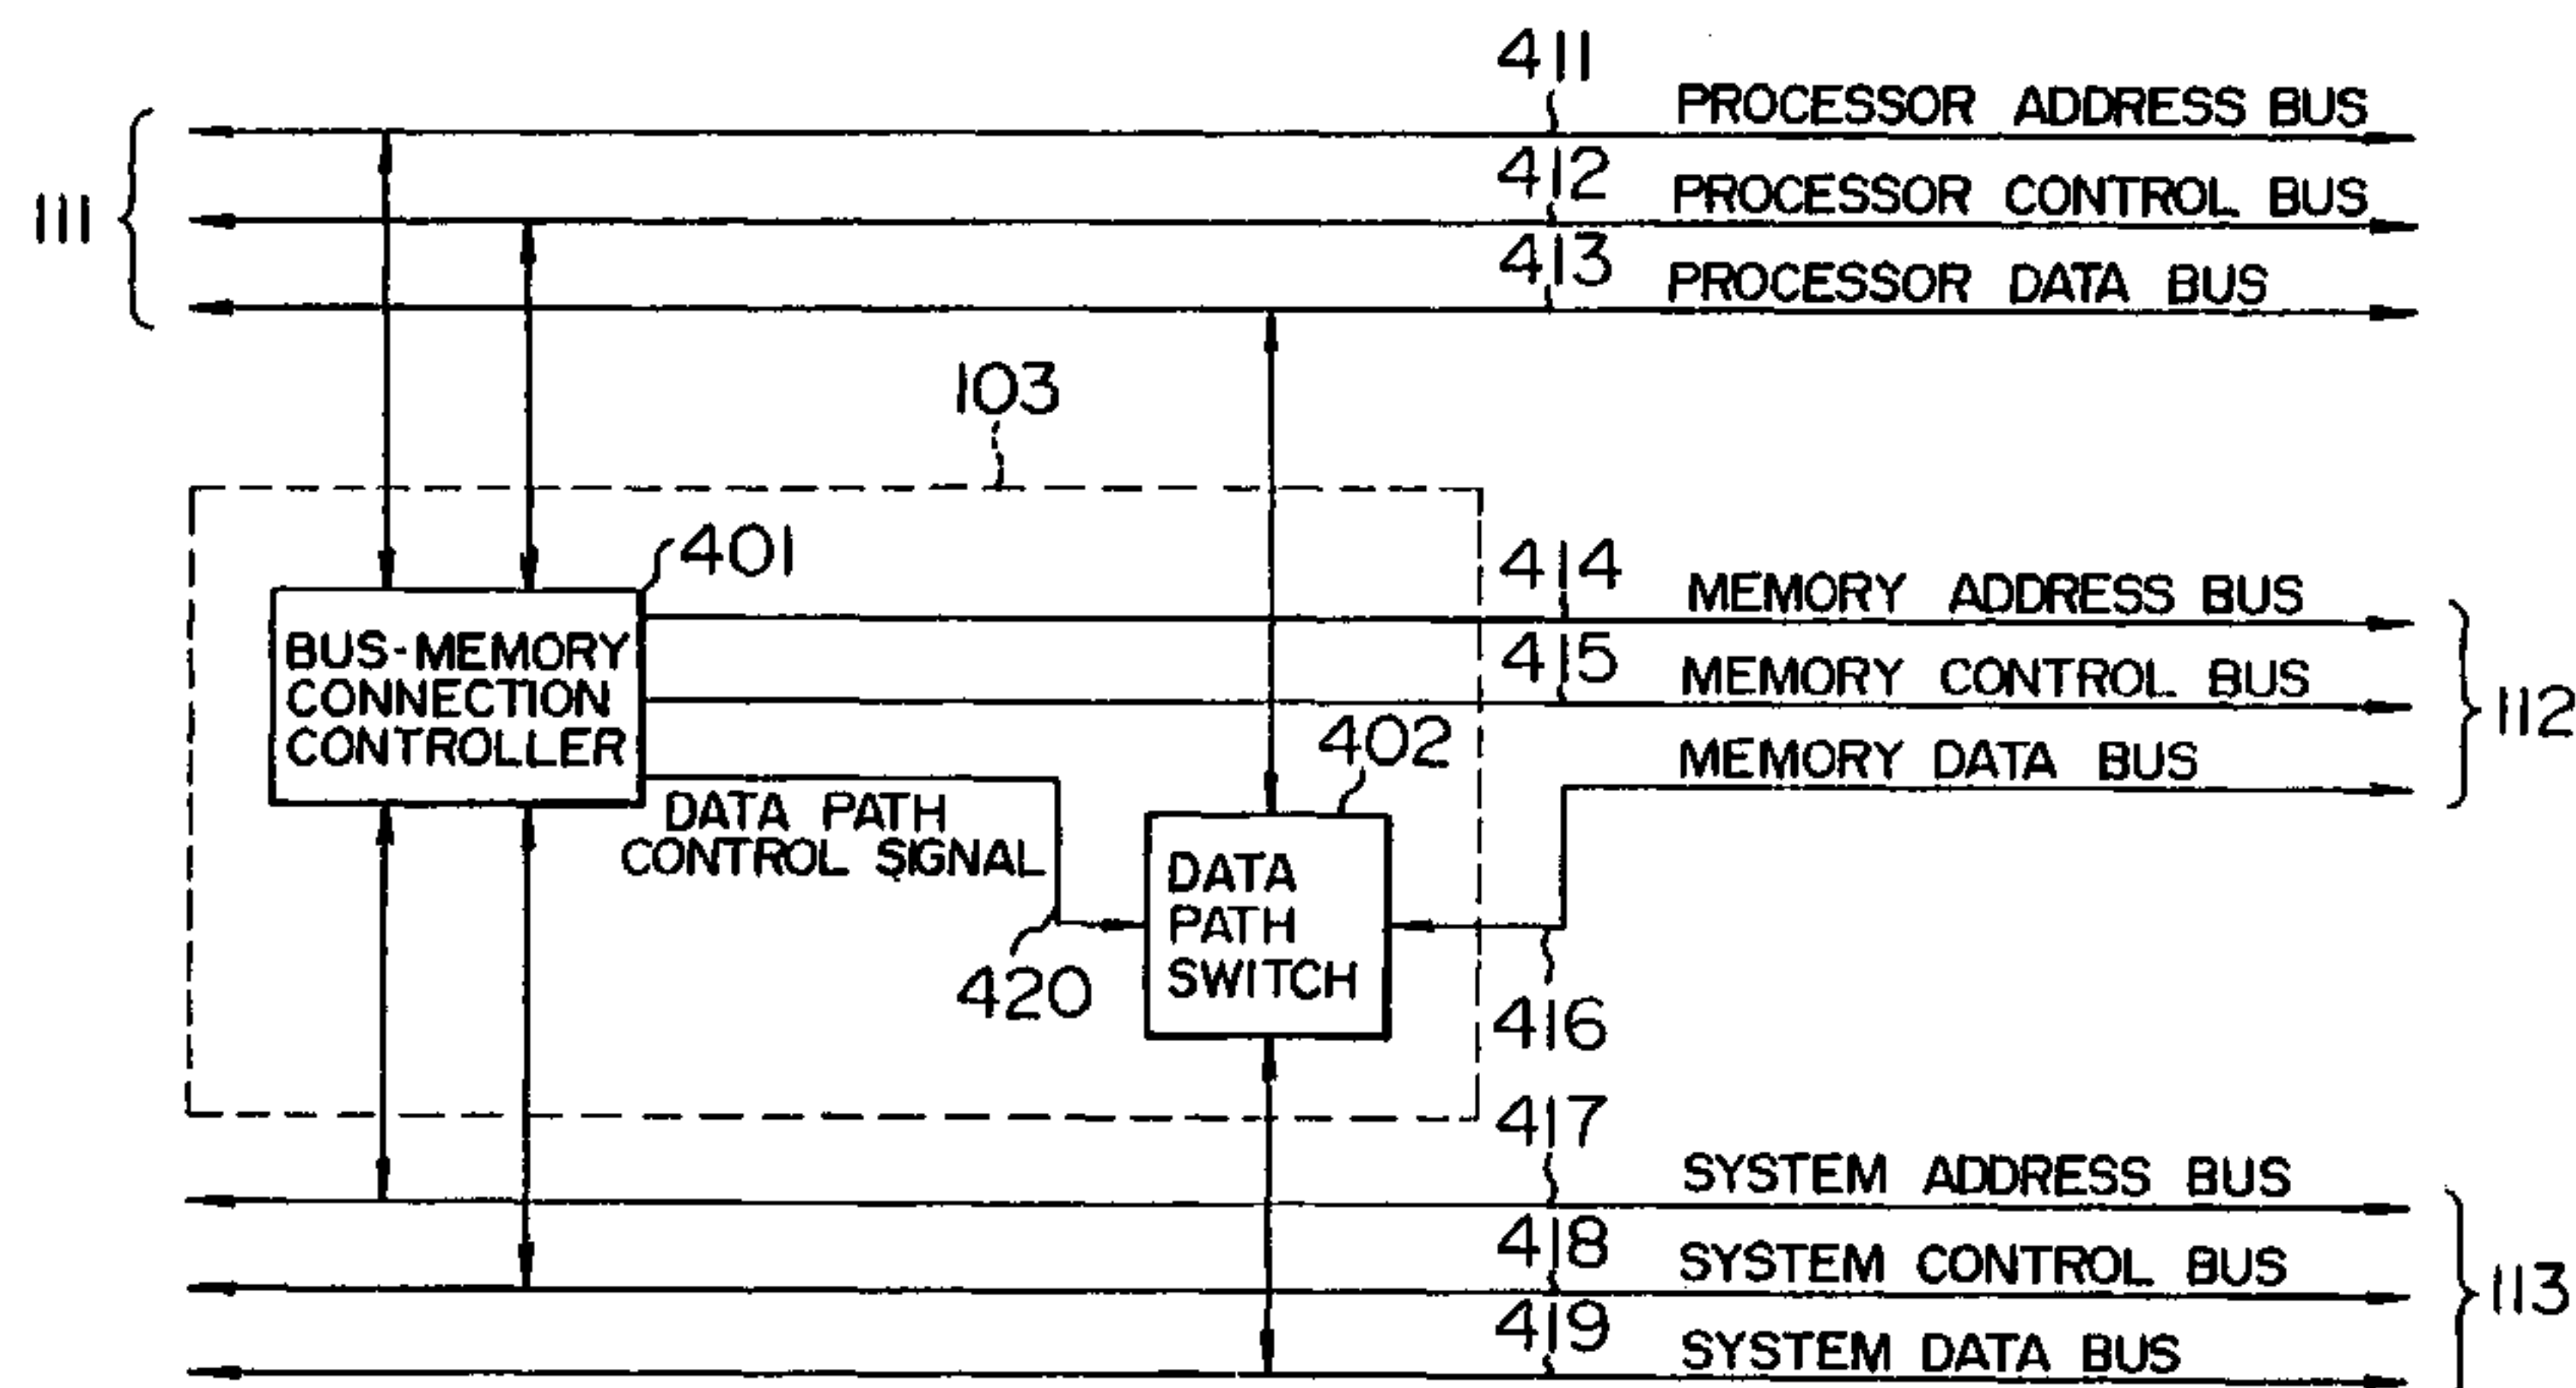 411
PROCESSOR ADDRESS BUS
412
PROCESSOR CONTROL BUS
111
413
PROCESSOR DATA BUS
103
401
414
MEMORY ADDRESS BUS
BUS-MEMORY
CONNECTION
CONTROLLER
415
MEMORY CONTROL BUS
112
402
MEMORY DATA BUS
DATA PATH
CONTROL SIGNAL
DATA
PATH
SWITCH
420
416
417
SYSTEM ADDRESS BUS
418
SYSTEM CONTROL BUS
113
419
SYSTEM DATA BUS